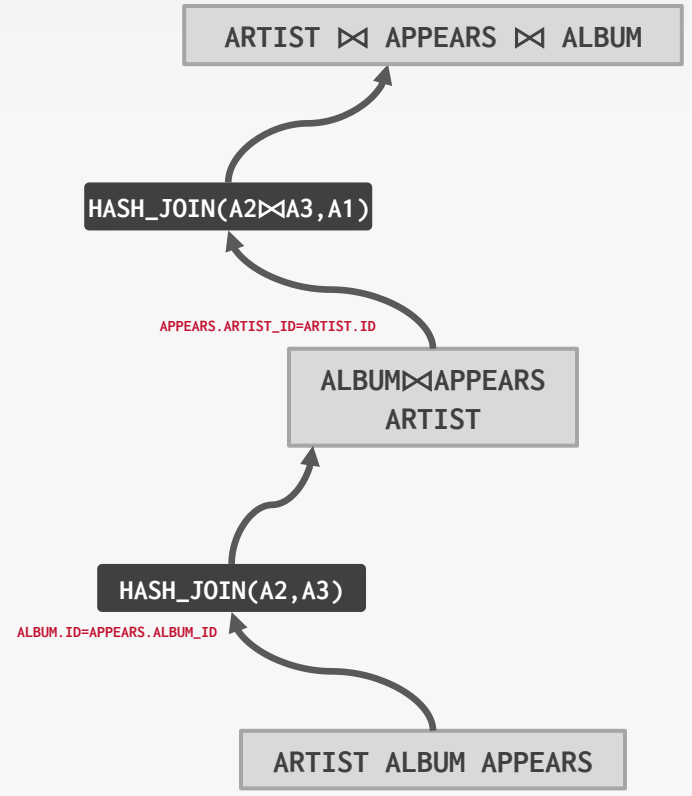 ARTIST ⨝ APPEARS ⨝ ALBUM
HASH_JOIN(A2⨝A3,A1)
APPEARS.ARTIST_ID=ARTIST.ID
ALBUM⨝APPEARS
ARTIST
HASH_JOIN(A2,A3)
ALBUM.ID=APPEARS.ALBUM_ID
ARTIST ALBUM APPEARS